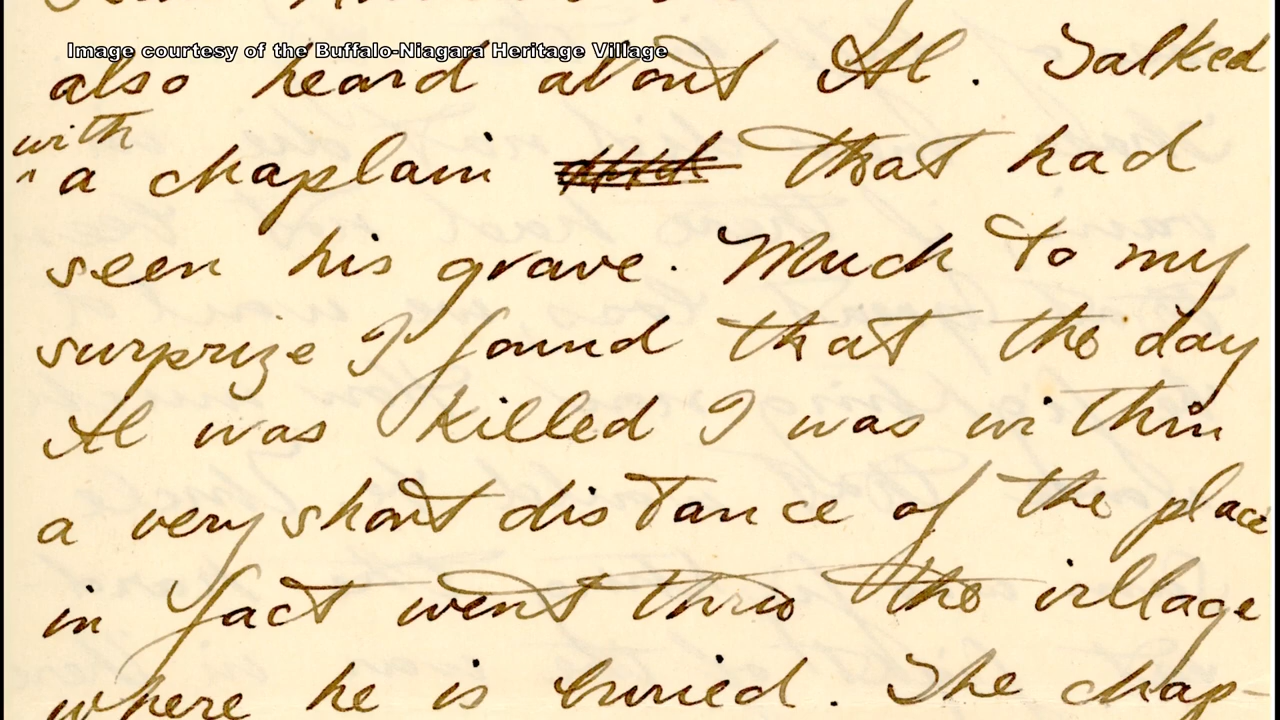 Image courtesy of the Buffalo-Niagara Heritage Village
also heard about Al. Talked
with
^ a chaplain that had
seen his grave. Much to my
surprize I found that the day
Al was killed I was within
a very short distance of the place
in fact went thru the village
where he is buried. The chap-